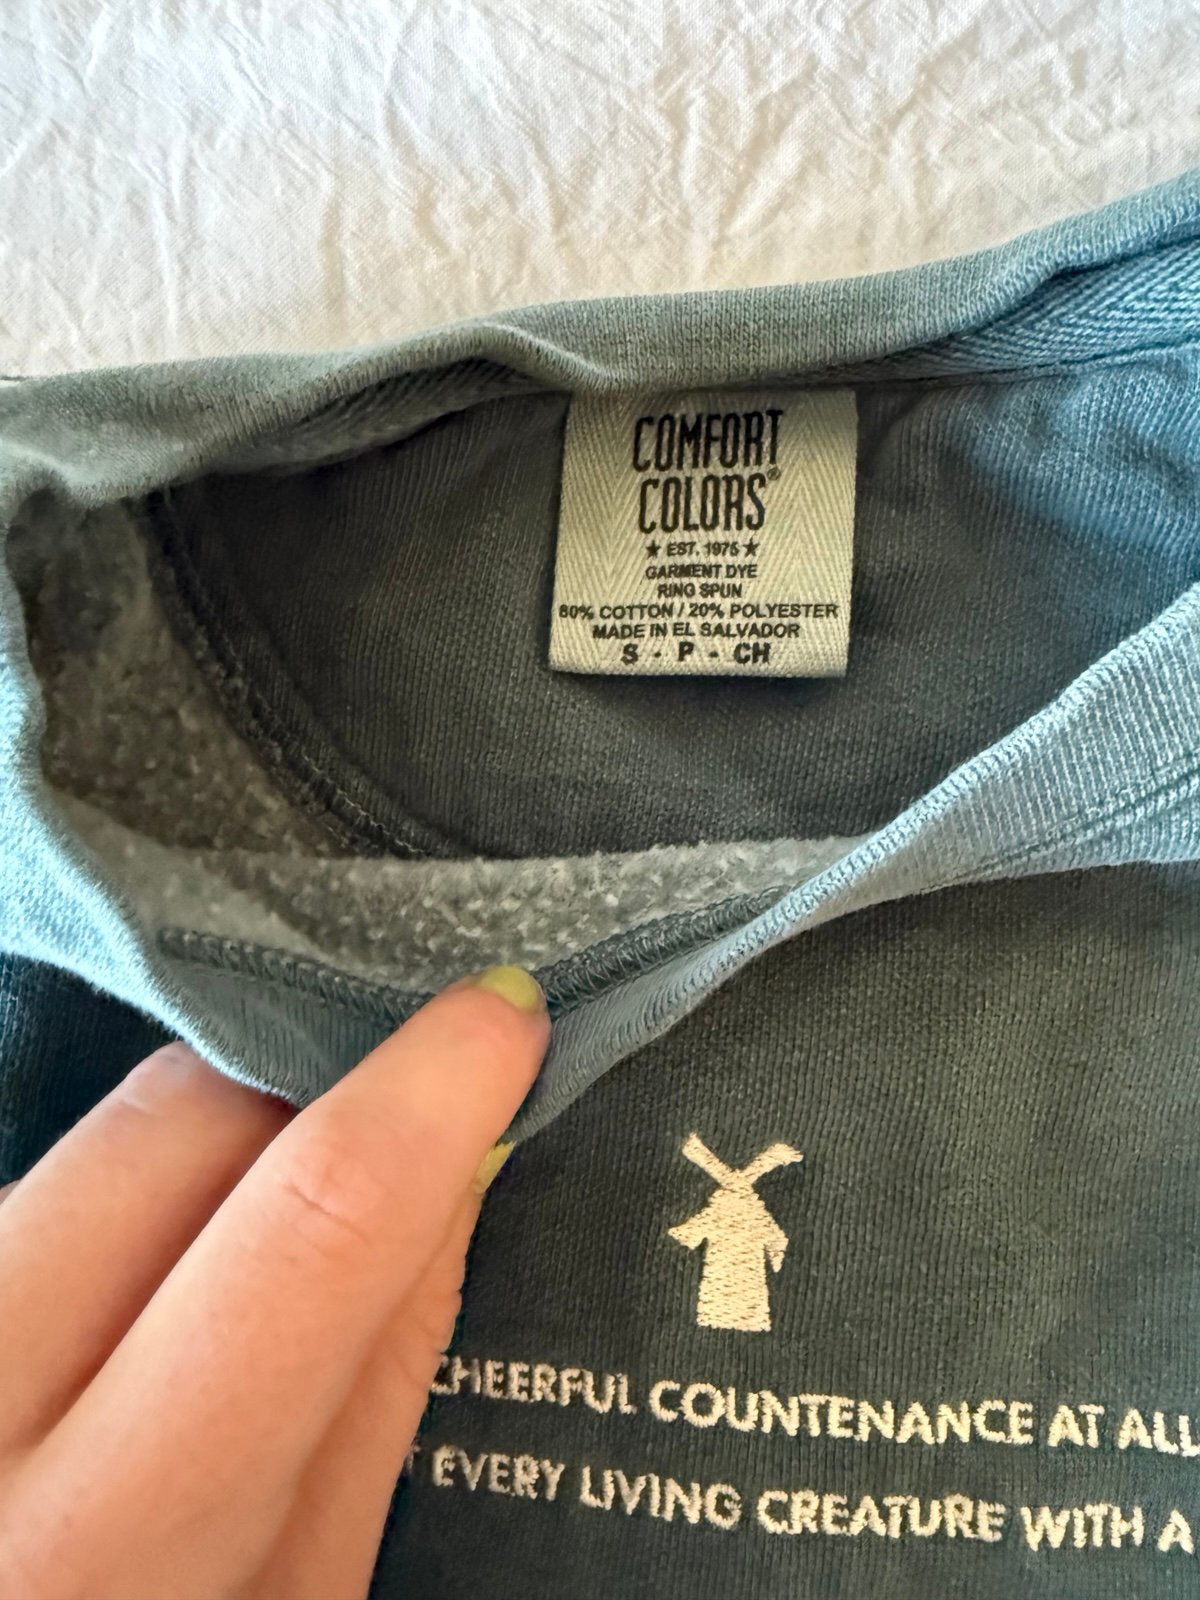 COMFORT
COLORS®
★ EST. 1975 ★
GARMENT DYE
RING SPUN
80% COTTON / 20% POLYESTER
MADE IN EL SALVADOR
S - P - CH
CHEERFUL COUNTENANCE AT ALL
EVERY LIVING CREATURE WITH A